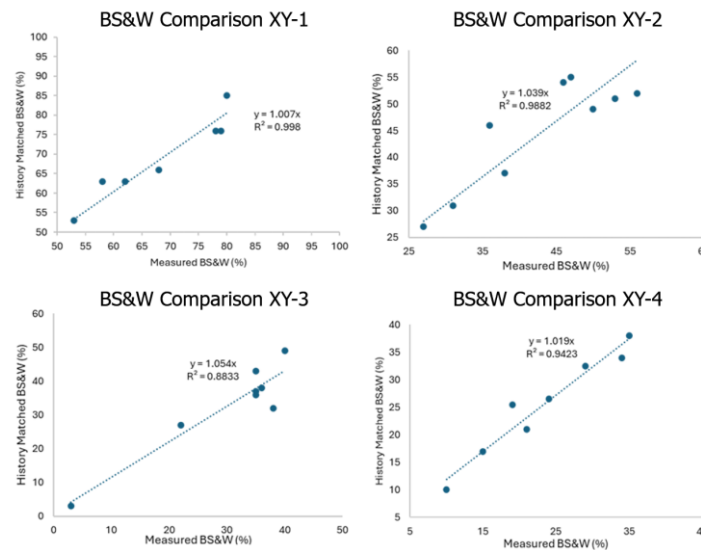 BS&W Comparison XY-1
History Matched BS&W (%)
100
95
90
85
80
75
70
65
60
55
50
y = 1.007x
R² = 0.998
50 55 60 65 70 75 80 85 90 95 100
Measured BS&W (%)
BS&W Comparison XY-2
History Matched BS&W (%)
60
55
50
45
40
35
30
25
y = 1.039x
R² = 0.9882
25 35 45 55
Measured BS&W (%)
BS&W Comparison XY-3
History Matched BS&W (%)
60
50
40
30
20
10
0
y = 1.054x
R² = 0.8833
0 10 20 30 40 50
Measured BS&W (%)
BS&W Comparison XY-4
History Matched BS&W (%)
40
35
30
25
20
15
10
5
y = 1.019x
R² = 0.9423
5 15 25 35
Measured BS&W (%)